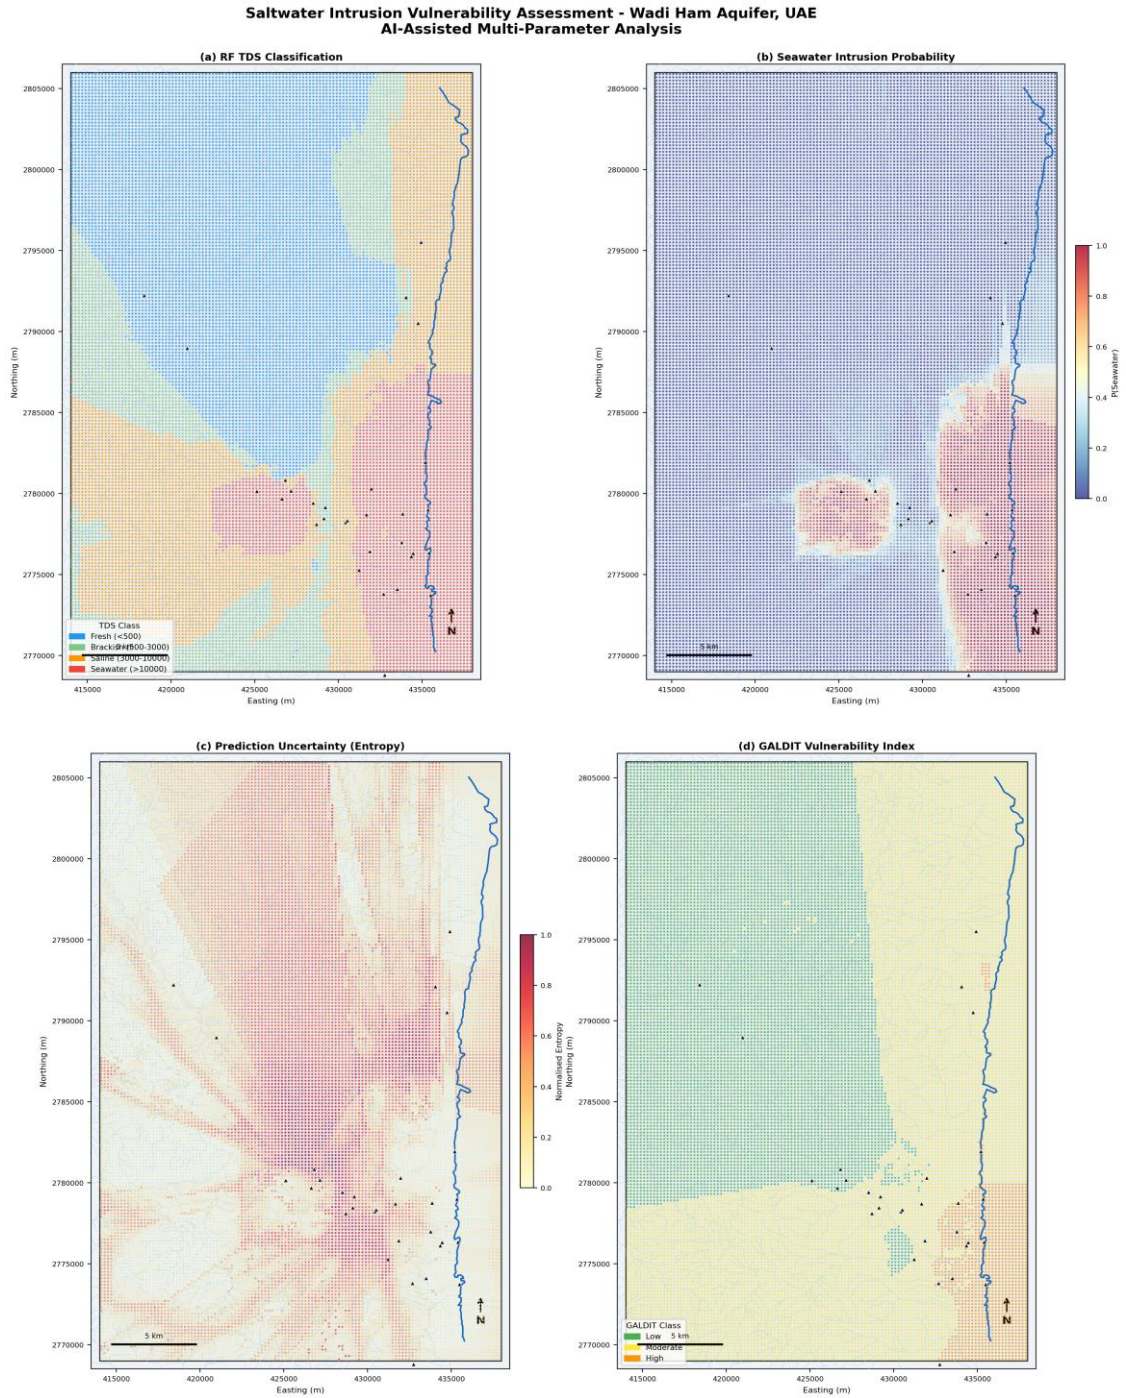 Saltwater Intrusion Vulnerability Assessment - Wadi Ham Aquifer, UAE
AI-Assisted Multi-Parameter Analysis
(a) RF TDS Classification
2805000
2800000
2795000
2790000
2785000
2780000
2775000
2770000
Northing (m)
TDS Class
Fresh (<500)
Saline (3000-10000)
Seawater (>10000)
N
415000 420000 425000 430000 435000
Easting (m)
(b) Seawater Intrusion Probability
2805000
2800000
2795000
2790000
2785000
2780000
2775000
2770000
Northing (m)
5 km
N
415000 420000 425000 430000 435000
Easting (m)
1.0
0.8
0.6
0.4
0.2
0.0
P(Seawater)
(c) Prediction Uncertainty (Entropy)
2805000
2800000
2795000
2790000
2785000
2780000
2775000
2770000
Northing (m)
5 km
N
415000 420000 425000 430000 435000
Easting (m)
1.0
0.8
0.6
0.4
0.2
0.0
Normalised Entropy
(d) GALDIT Vulnerability Index
2805000
2800000
2795000
2790000
2785000
2780000
2775000
2770000
Northing (m)
GALDIT Class
Low
5 km
Moderate
High
N
415000 420000 425000 430000 435000
Easting (m)